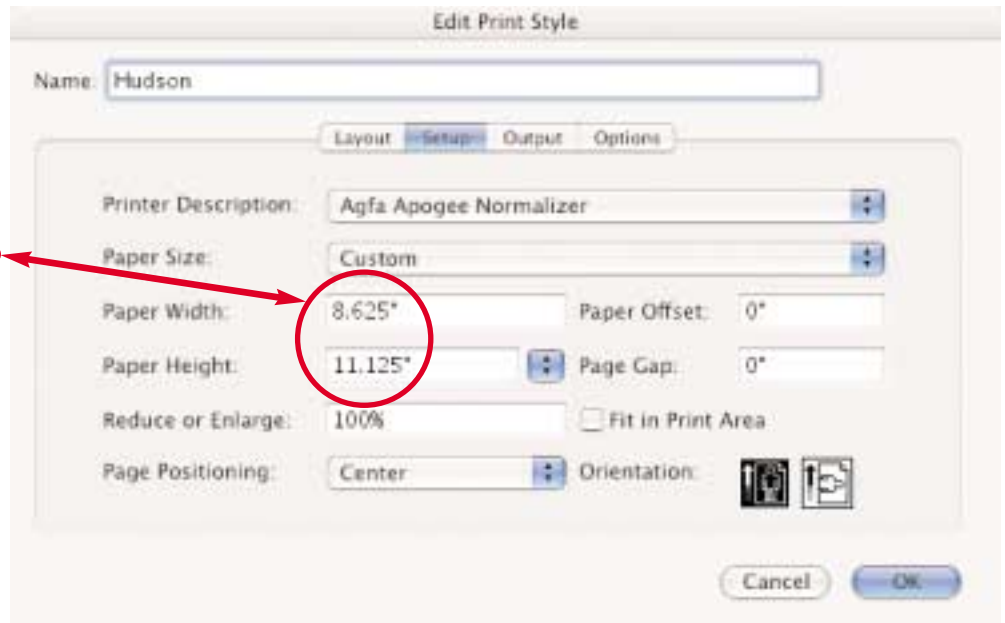 Edit Print Style
Name: Hudson
Layout Setup Output Options
Printer Description: Agfa Apogee Normalizer
Paper Size: Custom
Paper Width: 8.625" Paper Offset: 0"
Paper Height: 11.125" Page Gap: 0"
Reduce or Enlarge: 100% Fit in Print Area
Page Positioning: Center Orientation:
Cancel OK